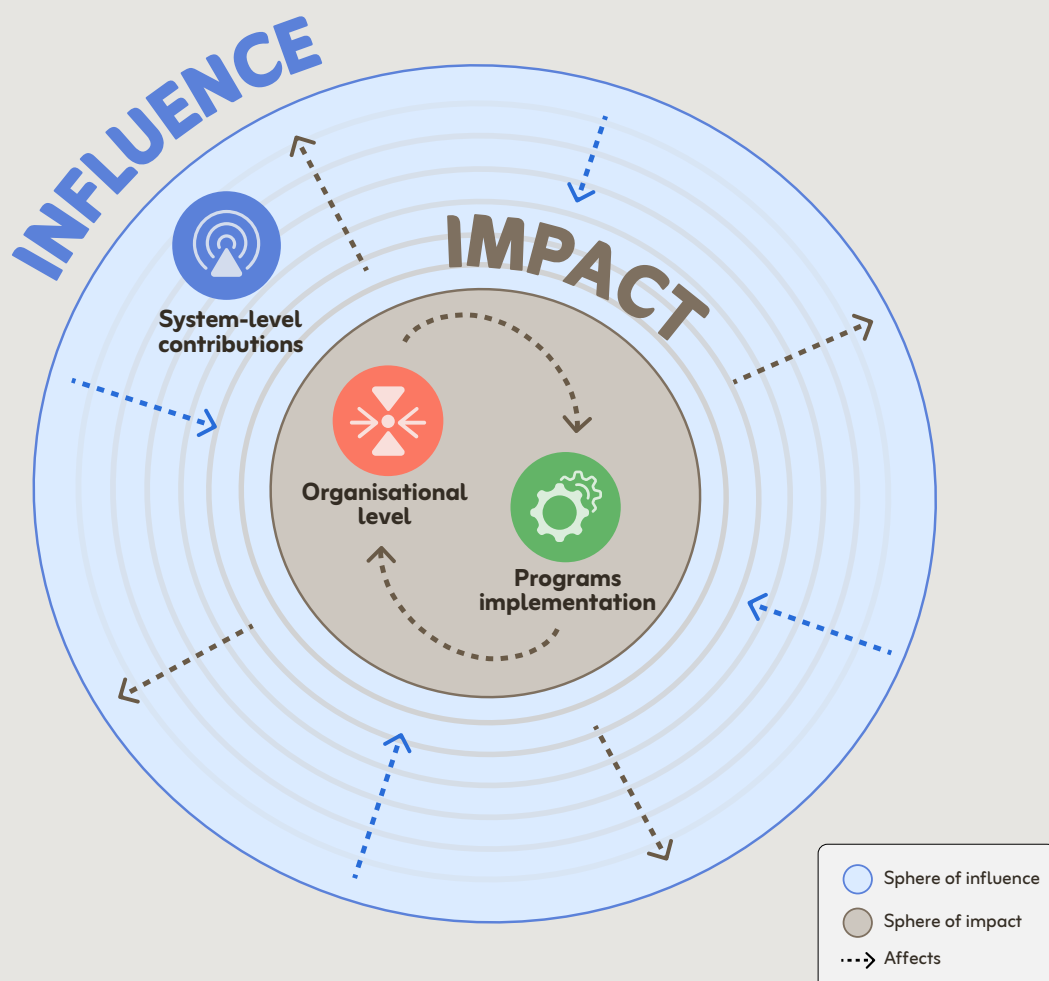 INFLUENCE
IMPACT
System-level
contributions
Organisational
level
Programs
implementation
Sphere of influence
Sphere of impact
Affects